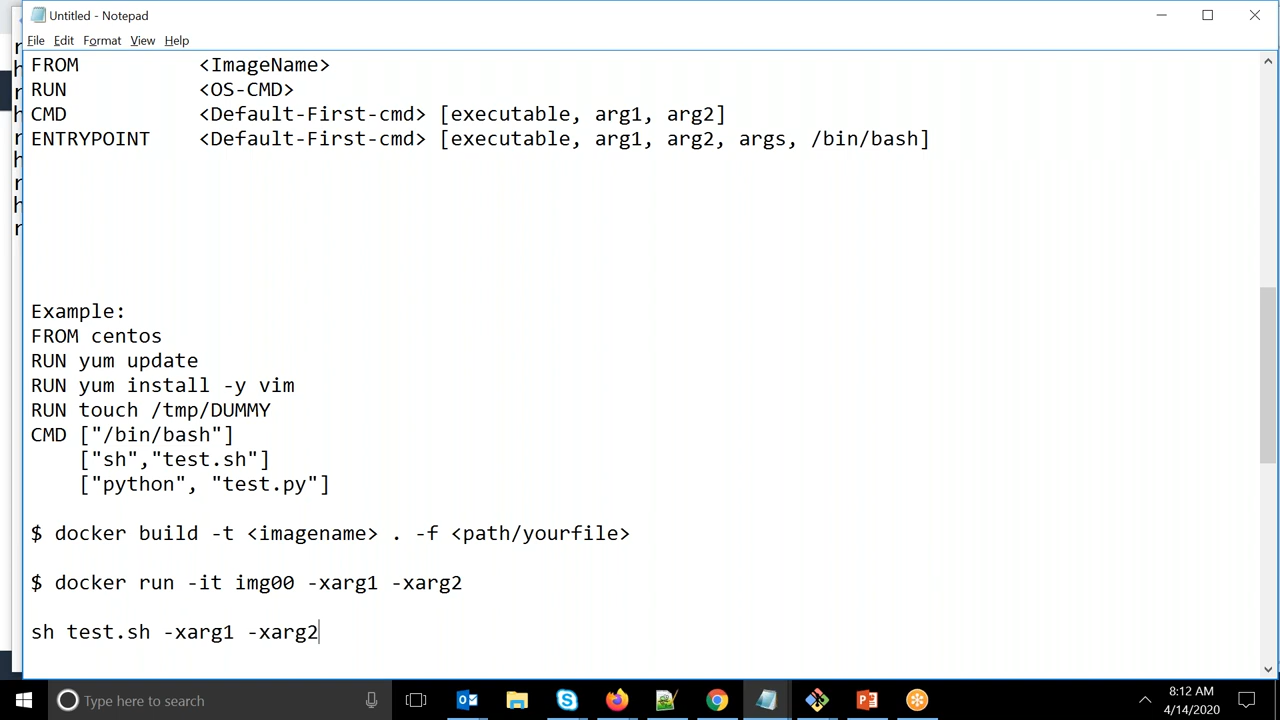 Untitled - Notepad
File Edit Format View Help
FROM <ImageName>
RUN <OS-CMD>
CMD <Default-First-cmd> [executable, arg1, arg2]
ENTRYPOINT <Default-First-cmd> [executable, arg1, arg2, args, /bin/bash]
Example:
FROM centos
RUN yum update
RUN yum install -y vim
RUN touch /tmp/DUMMY
CMD ["/bin/bash"]
["sh","test.sh"]
["python", "test.py"]
$ docker build -t <imagename> . -f <path/yourfile>
$ docker run -it img00 -xarg1 -xarg2
sh test.sh -xarg1 -xarg2
Type here to search
8:12 AM
4/14/2020